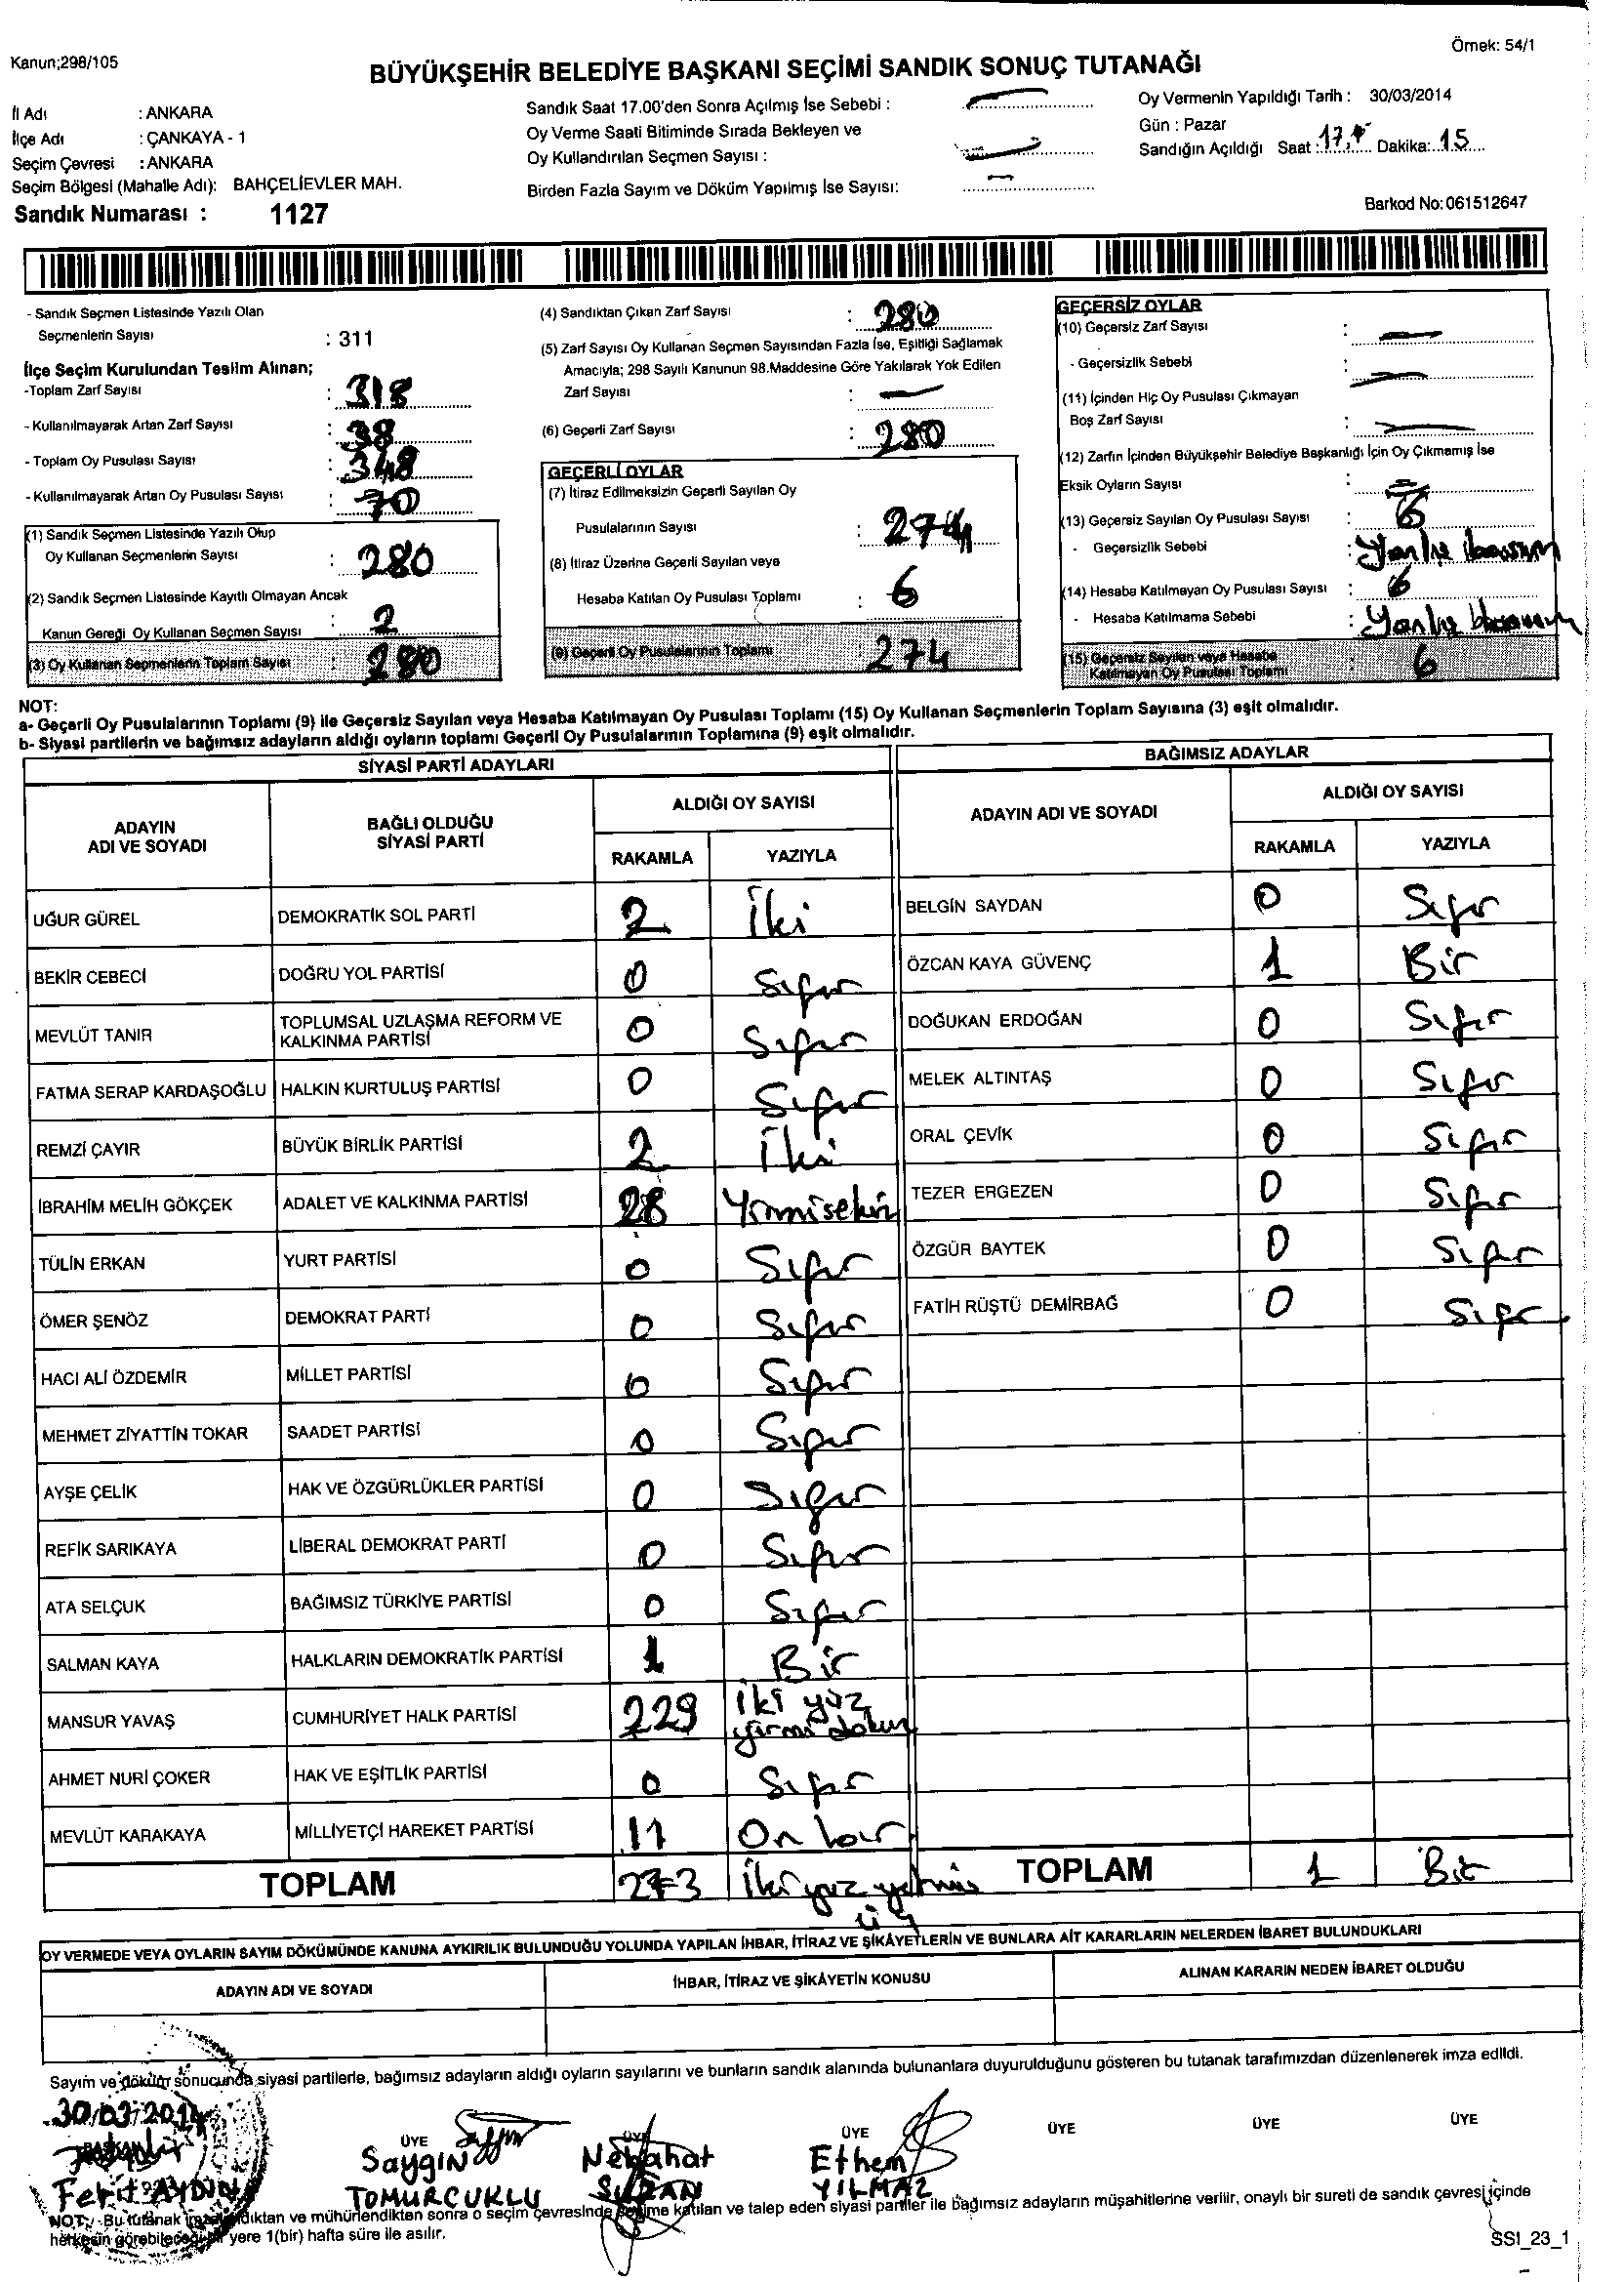 Kanun;298/105
Örnek: 54/1
BÜYÜKŞEHİR BELEDİYE BAŞKANI SEÇİMİ SANDIK SONUÇ TUTANAĞI
İl Adı : ANKARA
İlçe Adı : ÇANKAYA - 1
Seçim Çevresi : ANKARA
Seçim Bölgesi (Mahalle Adı): BAHÇELİEVLER MAH.
Sandık Numarası : 1127
Sandık Saat 17.00'den Sonra Açılmış İse Sebebi :
Oy Verme Saati Bitiminde Sırada Bekleyen ve
Oy Kullandırılan Seçmen Sayısı :
Birden Fazla Sayım ve Döküm Yapılmış İse Sayısı:
Oy Vermenin Yapıldığı Tarih : 30/03/2014
Gün : Pazar
Sandığın Açıldığı Saat : 17, Dakika: 15
Barkod No: 061512647
- Sandık Seçmen Listesinde Yazılı Olan
Seçmenlerin Sayısı : 311
İlçe Seçim Kurulundan Teslim Alınan;
-Toplam Zarf Sayısı : 318
- Kullanılmayarak Artan Zarf Sayısı : 38
- Toplam Oy Pusulası Sayısı : 348
- Kullanılmayarak Artan Oy Pusulası Sayısı : 70
(1) Sandık Seçmen Listesinde Yazılı Olup
Oy Kullanan Seçmenlerin Sayısı : 280
(2) Sandık Seçmen Listesinde Kayıtlı Olmayan Ancak
Kanun Gereği Oy Kullanan Seçmen Sayısı : 2
(3) Oy Kullanan Seçmenlerin Toplam Sayısı : 280
(4) Sandıktan Çıkan Zarf Sayısı : 280
(5) Zarf Sayısı Oy Kullanan Seçmen Sayısından Fazla İse, Eşitliği Sağlamak
Amacıyla; 298 Sayılı Kanunun 98.Maddesine Göre Yakılarak Yok Edilen
Zarf Sayısı :
(6) Geçerli Zarf Sayısı : 280
GEÇERLİ OYLAR
(7) İtiraz Edilmeksizin Geçerli Sayılan Oy
Pusulalarının Sayısı : 274
(8) İtiraz Üzerine Geçerli Sayılan veya
Hesaba Katılan Oy Pusulası Toplamı : 6
(9) Geçerli Oy Pusulalarının Toplamı : 274
GEÇERSİZ OYLAR
(10) Geçersiz Zarf Sayısı :
- Geçersizlik Sebebi :
(11) İçinden Hiç Oy Pusulası Çıkmayan
Boş Zarf Sayısı :
(12) Zarfın İçinden Büyükşehir Belediye Başkanlığı İçin Oy Çıkmamış İse
Eksik Oyların Sayısı :
(13) Geçersiz Sayılan Oy Pusulası Sayısı : 6
- Geçersizlik Sebebi : Yanlış
(14) Hesaba Katılmayan Oy Pusulası Sayısı : 6
- Hesaba Katılmama Sebebi : Yanlış
(15) Geçersiz Sayılan veya Hesaba
Katılmayan Oy Pusulası Toplamı : 6
NOT:
a- Geçerli Oy Pusulalarının Toplamı (9) ile Geçersiz Sayılan veya Hesaba Katılmayan Oy Pusulası Toplamı (15) Oy Kullanan Seçmenlerin Toplam Sayısına (3) eşit olmalıdır.
b- Siyasi partilerin ve bağımsız adayların aldığı oyların toplamı Geçerli Oy Pusulalarının Toplamına (9) eşit olmalıdır.
SİYASİ PARTİ ADAYLARI
ADAYIN ADI VE SOYADI BAĞLI OLDUĞU SİYASİ PARTİ ALDIĞI OY SAYISI
RAKAMLA YAZIYLA
UĞUR GÜREL DEMOKRATİK SOL PARTİ 2 İki
BEKİR CEBECİ DOĞRU YOL PARTİSİ 0 Sıfır
MEVLÜT TANIR TOPLUMSAL UZLAŞMA REFORM VE KALKINMA PARTİSİ 0 Sıfır
FATMA SERAP KARDAŞOĞLU HALKIN KURTULUŞ PARTİSİ 0 Sıfır
REMZİ ÇAYIR BÜYÜK BİRLİK PARTİSİ 2 İki
İBRAHİM MELİH GÖKÇEK ADALET VE KALKINMA PARTİSİ 28 Yirmisekiz
TÜLİN ERKAN YURT PARTİSİ 0 Sıfır
ÖMER ŞENÖZ DEMOKRAT PARTİ 0 Sıfır
HACI ALİ ÖZDEMİR MİLLET PARTİSİ 0 Sıfır
MEHMET ZİYATTİN TOKAR SAADET PARTİSİ 0 Sıfır
AYŞE ÇELİK HAK VE ÖZGÜRLÜKLER PARTİSİ 0 Sıfır
REFİK SARIKAYA LİBERAL DEMOKRAT PARTİ 0 Sıfır
ATA SELÇUK BAĞIMSIZ TÜRKİYE PARTİSİ 0 Sıfır
SALMAN KAYA HALKLARIN DEMOKRATİK PARTİSİ 1 Bir
MANSUR YAVAŞ CUMHURİYET HALK PARTİSİ 229 İki yüz yirmi dokuz
AHMET NURİ ÇOKER HAK VE EŞİTLİK PARTİSİ 0 Sıfır
MEVLÜT KARAKAYA MİLLİYETÇİ HAREKET PARTİSİ 11 On bir
TOPLAM 273 İki yüz yetmiş üç
BAĞIMSIZ ADAYLAR
ADAYIN ADI VE SOYADI ALDIĞI OY SAYISI
RAKAMLA YAZIYLA
BELGİN SAYDAN 0 Sıfır
ÖZCAN KAYA GÜVENÇ 1 Bir
DOĞUKAN ERDOĞAN 0 Sıfır
MELEK ALTINTAŞ 0 Sıfır
ORAL ÇEVİK 0 Sıfır
TEZER ERGEZEN 0 Sıfır
ÖZGÜR BAYTEK 0 Sıfır
FATİH RÜŞTÜ DEMİRBAĞ 0 Sıfır
TOPLAM 1 Bir
OY VERMEDE VEYA OYLARIN SAYIM DÖKÜMÜNDE KANUNA AYKIRILIK BULUNDUĞU YOLUNDA YAPILAN İHBAR, İTİRAZ VE ŞİKÂYETLERİN VE BUNLARA AİT KARARLARIN NELERDEN İBARET BULUNDUKLARI
ADAYIN ADI VE SOYADI İHBAR, İTİRAZ VE ŞİKÂYETİN KONUSU ALINAN KARARIN NEDEN İBARET OLDUĞU
Sayım ve döküm sonucunda siyasi partilerle, bağımsız adayların aldığı oyların sayılarını ve bunların sandık alanında bulunanlara duyurulduğunu gösteren bu tutanak tarafımızdan düzenlenerek imza edildi.
30/03/2014
BAŞKAN ÜYE ÜYE ÜYE ÜYE ÜYE ÜYE
Ferit AYDIN
Saygın TOMURCUKLU
Nebahat
Ethem YILMAZ
NOT: Bu tutanak imzalandıktan ve mühürlendikten sonra o seçim çevresinde seçime katılan ve talep eden siyasi partiler ile bağımsız adayların müşahitlerine verilir, onaylı bir sureti de sandık çevresi içinde
herkesin görebileceği bir yere 1(bir) hafta süre ile asılır.
SSI_23_1